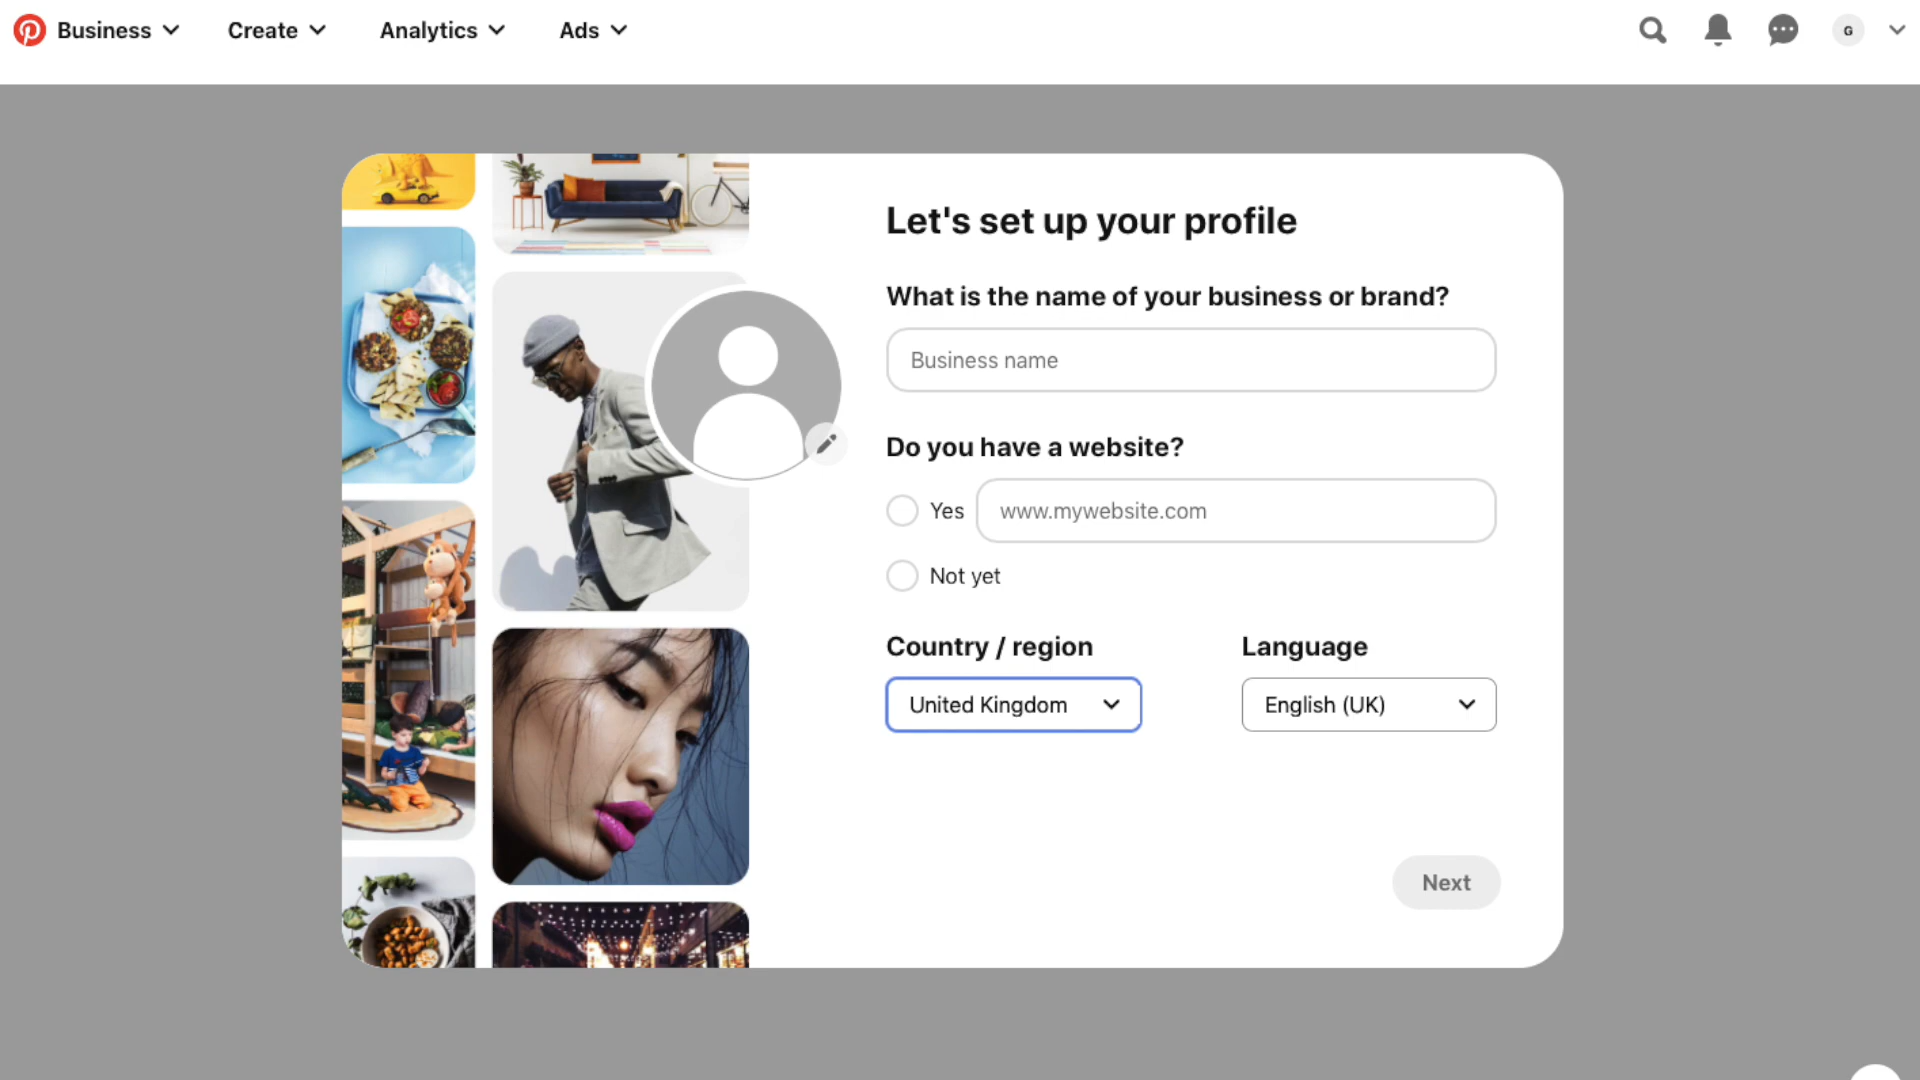 Business Create Analytics Ads G
Let's set up your profile
What is the name of your business or brand?
Business name
Do you have a website?
Yes www.mywebsite.com
Not yet
Country / region Language
United Kingdom English (UK)
Next